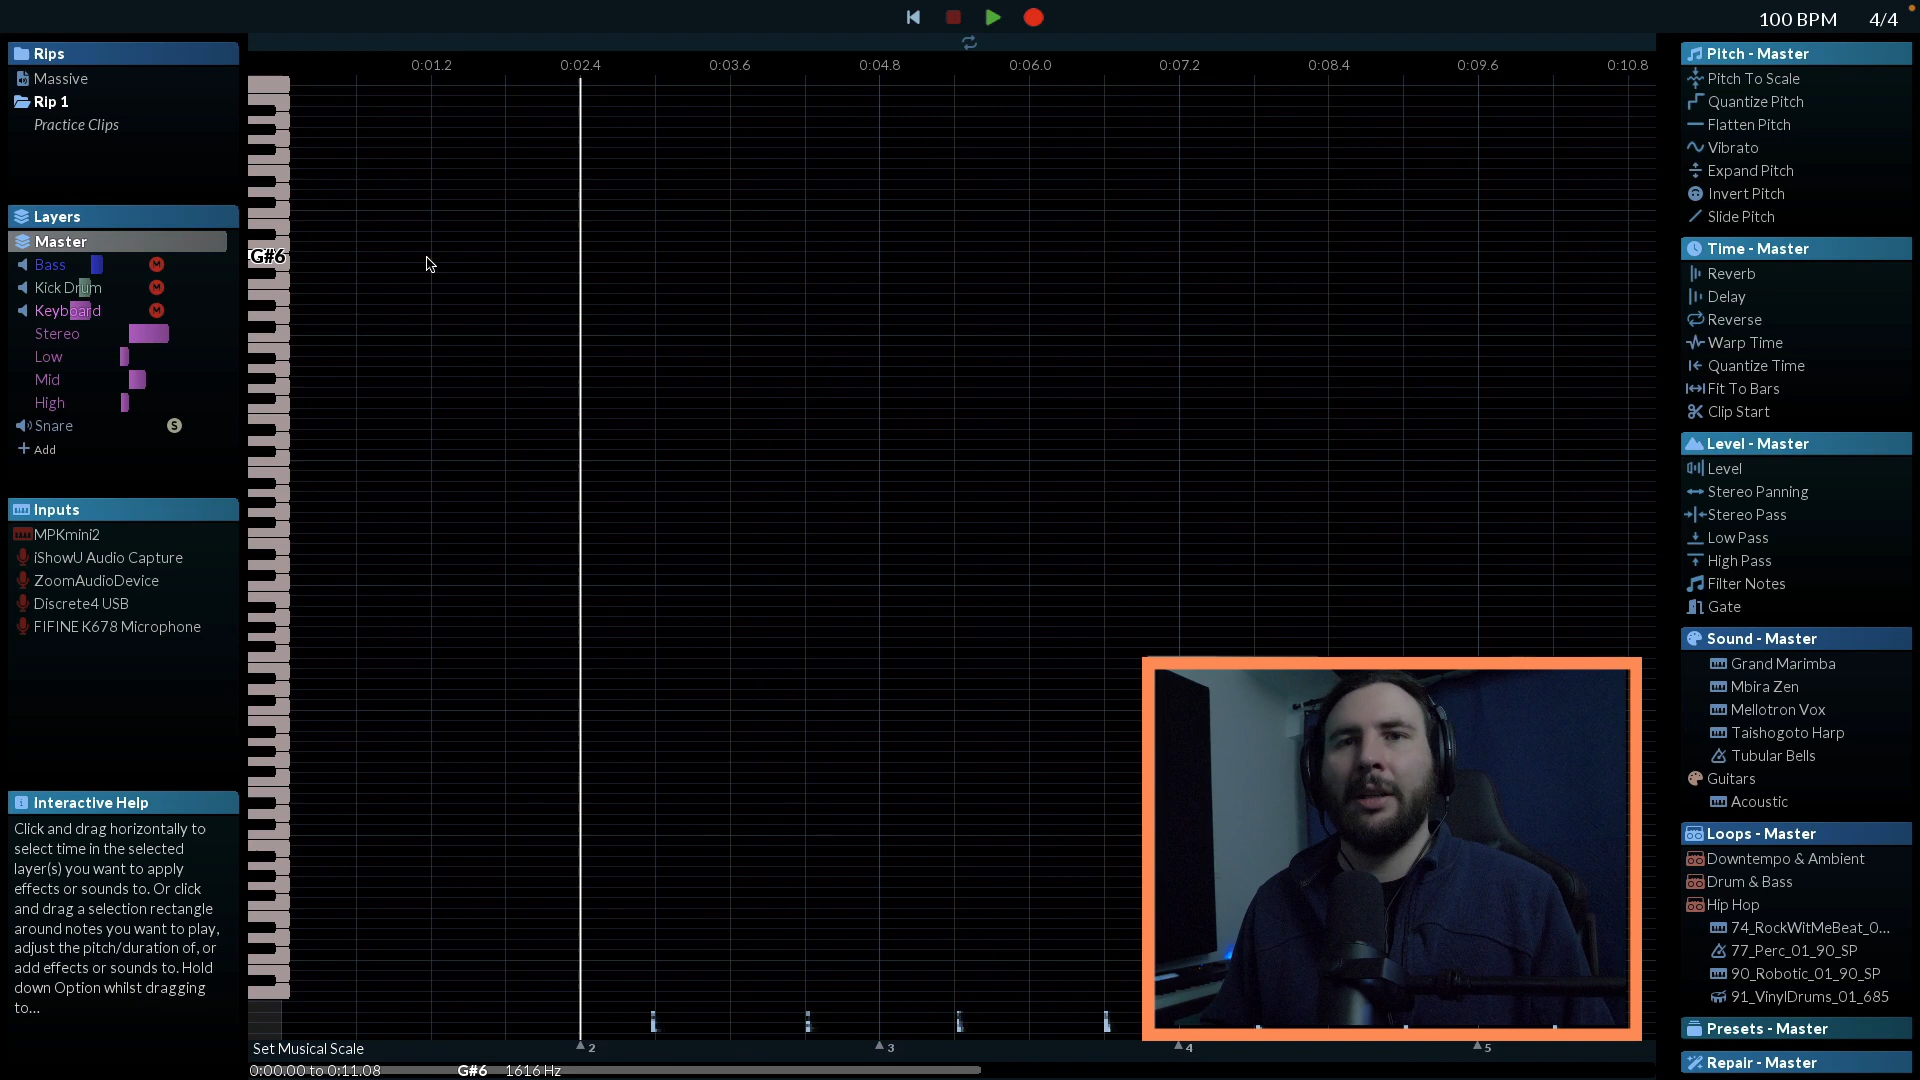 100 BPM 4/4
Rips
Massive
Rip 1
Practice Clips
Layers
Master
Bass M
Kick Drum M
Keyboard M
Stereo
Low
Mid
High
Snare S
Add
Inputs
MPKmini2
iShowU Audio Capture
ZoomAudioDevice
Discrete4 USB
FIFINE K678 Microphone
Interactive Help
Click and drag horizontally to
select time in the selected
layer(s) you want to apply
effects or sounds to. Or click
and drag a selection rectangle
around notes you want to play,
adjust the pitch/duration of, or
add effects or sounds to. Hold
down Option whilst dragging
to...
0:01.2 0:02.4 0:03.6 0:04.8 0:06.0 0:07.2 0:08.4 0:09.6 0:10.8
G#6
2 3 4 5
Set Musical Scale
0:00.00 to 0:11.08 G#6 1616 Hz
Pitch - Master
Pitch To Scale
Quantize Pitch
Flatten Pitch
Vibrato
Expand Pitch
Invert Pitch
Slide Pitch
Time - Master
Reverb
Delay
Reverse
Warp Time
Quantize Time
Fit To Bars
Clip Start
Level - Master
Level
Stereo Panning
Stereo Pass
Low Pass
High Pass
Filter Notes
Gate
Sound - Master
Grand Marimba
Mbira Zen
Mellotron Vox
Taishogoto Harp
Tubular Bells
Guitars
Acoustic
Loops - Master
Downtempo & Ambient
Drum & Bass
Hip Hop
74_RockWitMeBeat_0...
77_Perc_01_90_SP
90_Robotic_01_90_SP
91_VinylDrums_01_685
Presets - Master
Repair - Master